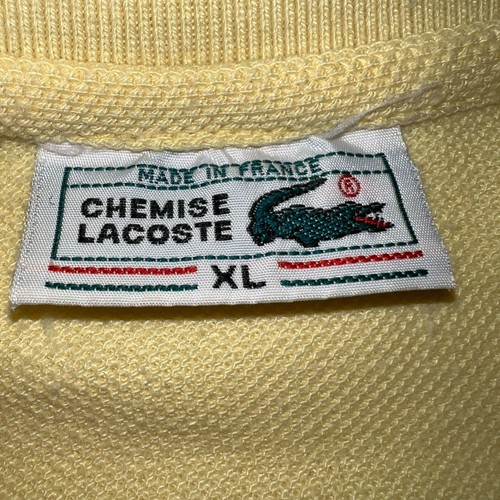 MADE IN FRANCE
CHEMISE
LACOSTE
®
XL